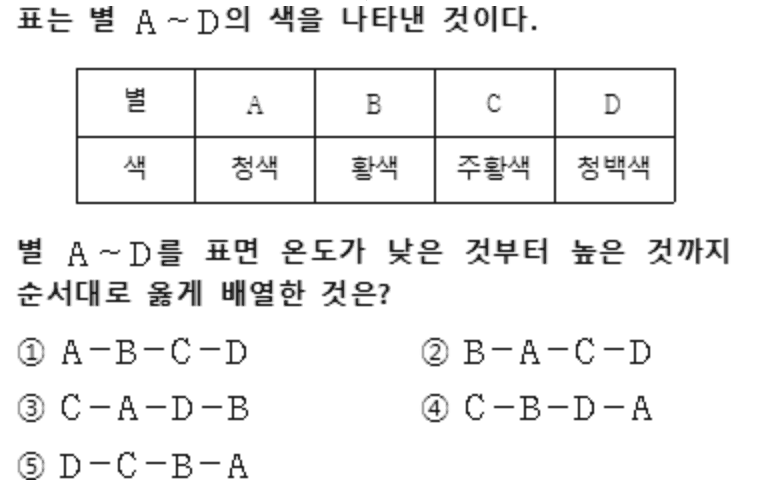 표는 별 A ~ D의 색을 나타낸 것이다.
별 A B C D
색 청색 황색 주황색 청백색
별 A ~ D를 표면 온도가 낮은 것부터 높은 것까지
순서대로 옳게 배열한 것은?
① A－B－C－D ② B－A－C－D
③ C－A－D－B ④ C－B－D－A
⑤ D－C－B－A